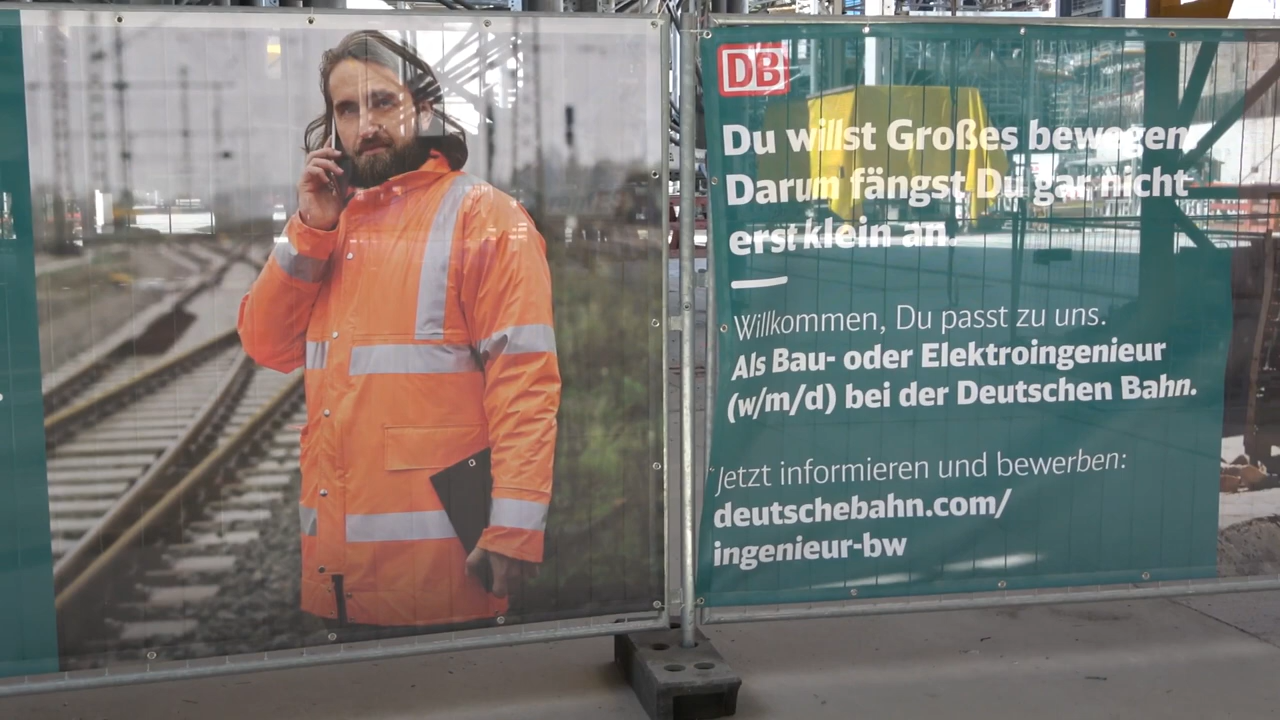 DB
Du willst Großes bewegen
Darum fängst Du gar nicht
erst klein an.
Willkommen, Du passt zu uns.
Als Bau- oder Elektroingenieur
(w/m/d) bei der Deutschen Bahn.
Jetzt informieren und bewerben:
deutschebahn.com/
ingenieur-bw